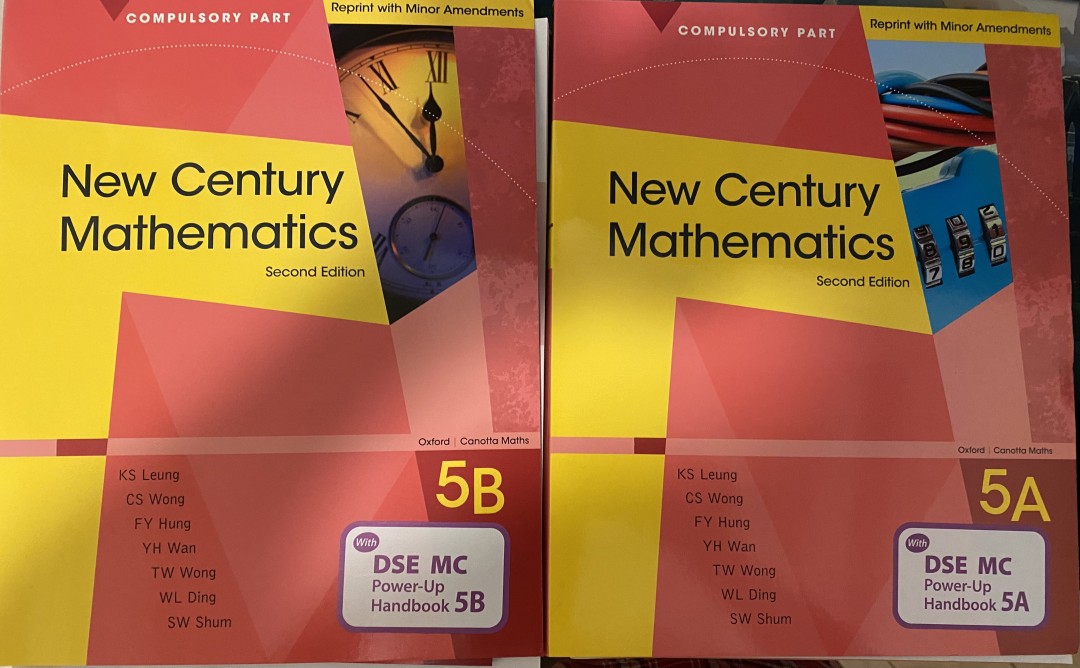 COMPULSORY PART
Reprint with Minor Amendments
New Century
Mathematics
Second Edition
Oxford | Canotta Maths
5B
KS Leung
CS Wong
FY Hung
YH Wan
TW Wong
WL Ding
SW Shum
With
DSE MC
Power-Up
Handbook 5B
COMPULSORY PART
Reprint with Minor Amendments
New Century
Mathematics
Second Edition
Oxford | Canotta Maths
5A
KS Leung
CS Wong
FY Hung
YH Wan
TW Wong
WL Ding
SW Shum
With
DSE MC
Power-Up
Handbook 5A